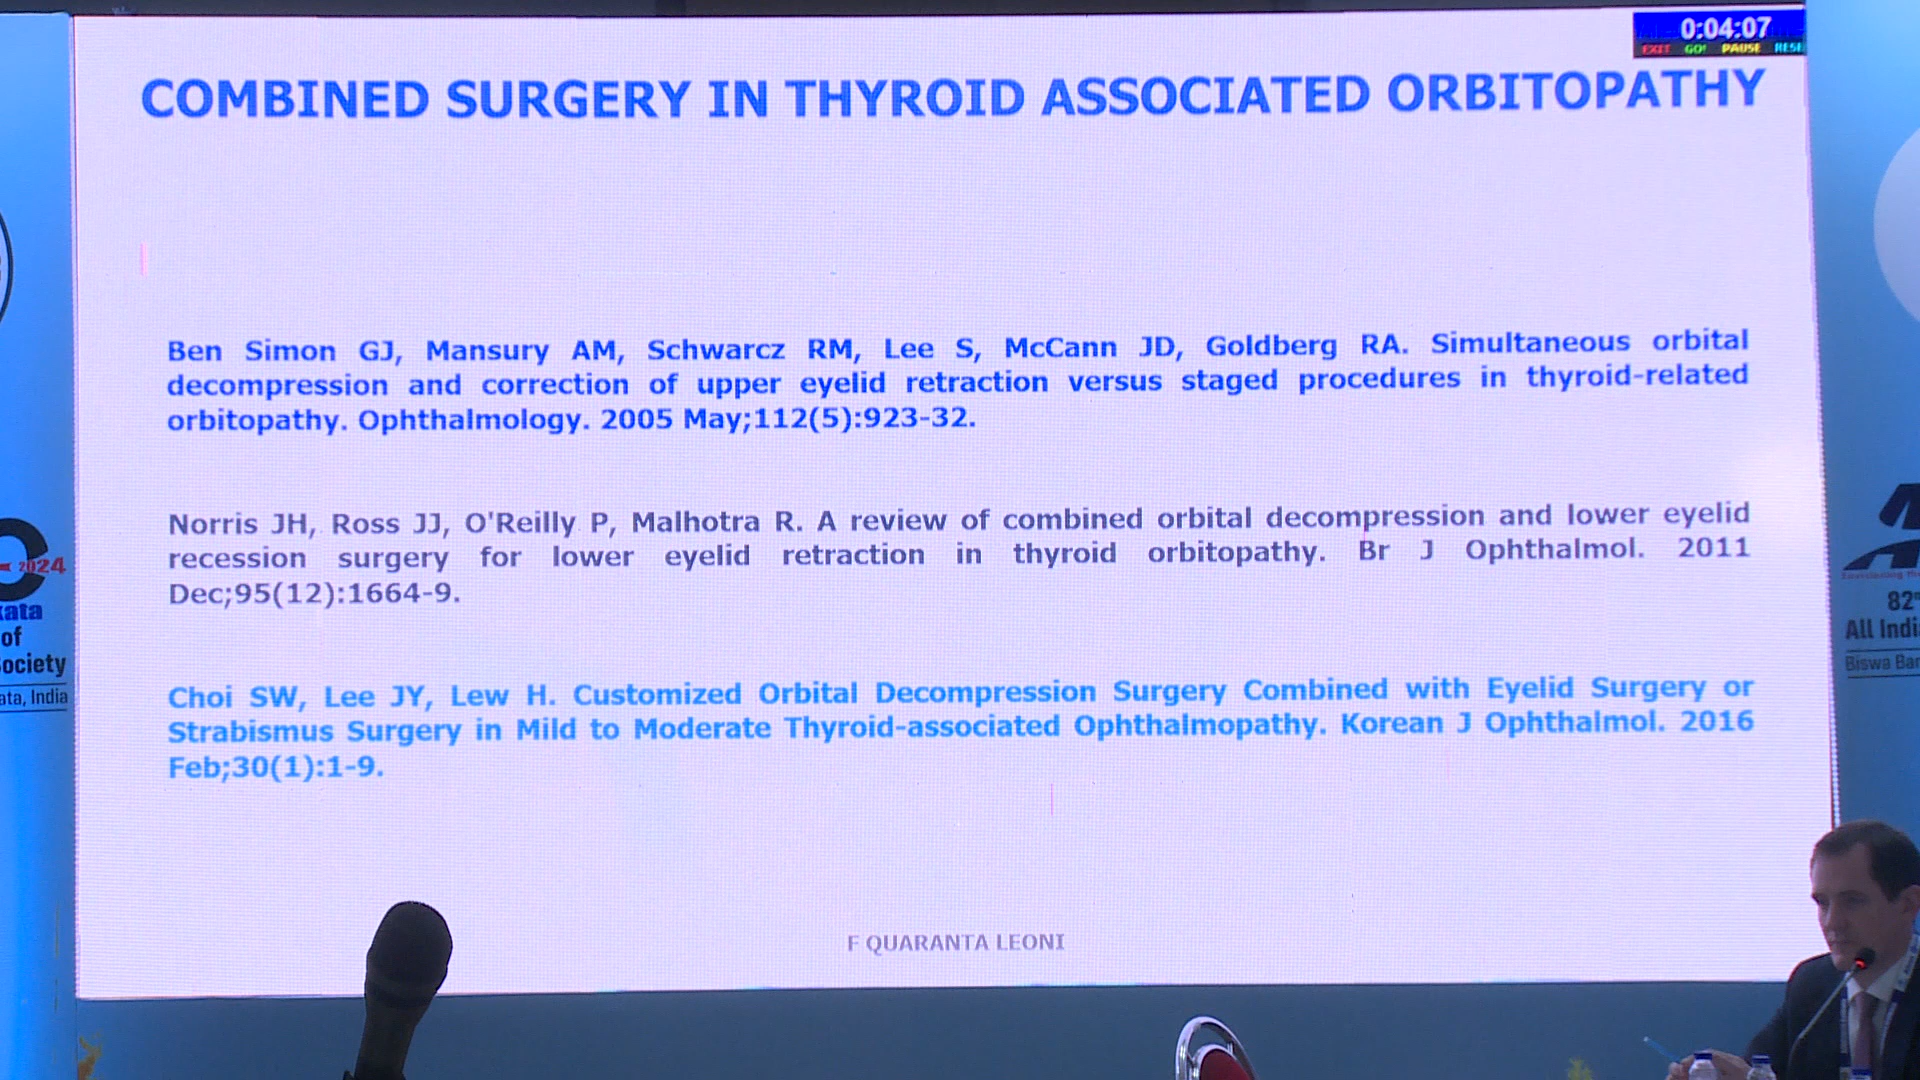 0:04:07
EXIT GO! PAUSE
COMBINED SURGERY IN THYROID ASSOCIATED ORBITOPATHY
Ben Simon GJ, Mansury AM, Schwarcz RM, Lee S, McCann JD, Goldberg RA. Simultaneous orbital
decompression and correction of upper eyelid retraction versus staged procedures in thyroid-related
orbitopathy. Ophthalmology. 2005 May;112(5):923-32.
Norris JH, Ross JJ, O'Reilly P, Malhotra R. A review of combined orbital decompression and lower eyelid
recession surgery for lower eyelid retraction in thyroid orbitopathy. Br J Ophthalmol. 2011
Dec;95(12):1664-9.
Choi SW, Lee JY, Lew H. Customized Orbital Decompression Surgery Combined with Eyelid Surgery or
Strabismus Surgery in Mild to Moderate Thyroid-associated Ophthalmopathy. Korean J Ophthalmol. 2016
Feb;30(1):1-9.
F QUARANTA LEONI
2024
of
India
82
All
Biswa